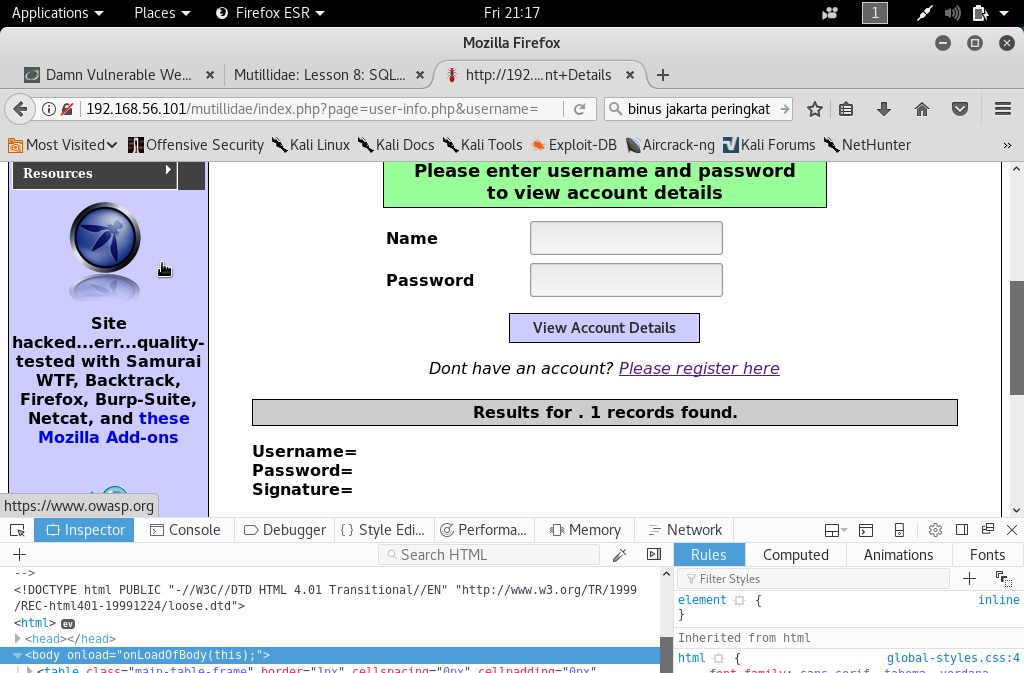 Applications Places Firefox ESR Fri 21:17 1
Mozilla Firefox
Damn Vulnerable We... Mutillidae: Lesson 8: SQL... http://192....nt+Details
192.168.56.101/mutillidae/index.php?page=user-info.php&username= binus jakarta peringkat
Most Visited Offensive Security Kali Linux Kali Docs Kali Tools Exploit-DB Aircrack-ng Kali Forums NetHunter »
Resources
Please enter username and password
to view account details
Name
Password
View Account Details
Dont have an account? Please register here
Results for . 1 records found.
Username=
Password=
Signature=
Site
hacked...err...quality-
tested with Samurai
WTF, Backtrack,
Firefox, Burp-Suite,
Netcat, and these
Mozilla Add-ons
https://www.owasp.org
Inspector Console Debugger { } Style Edi... Performa... Memory Network
Search HTML
-->
<!DOCTYPE html PUBLIC "-//W3C//DTD HTML 4.01 Transitional//EN" "http://www.w3.org/TR/1999
/REC-html401-19991224/loose.dtd">
<html> ev
<head></head>
<body onload="onLoadOfBody(this);">
<table class="main-table-frame" border="1px" cellspacing="0px" cellpadding="0px"
Rules Computed Animations Fonts
Filter Styles
element { inline
}
Inherited from html
html { global-styles.css:4
font-family: sans-serif, tahoma, verdana,